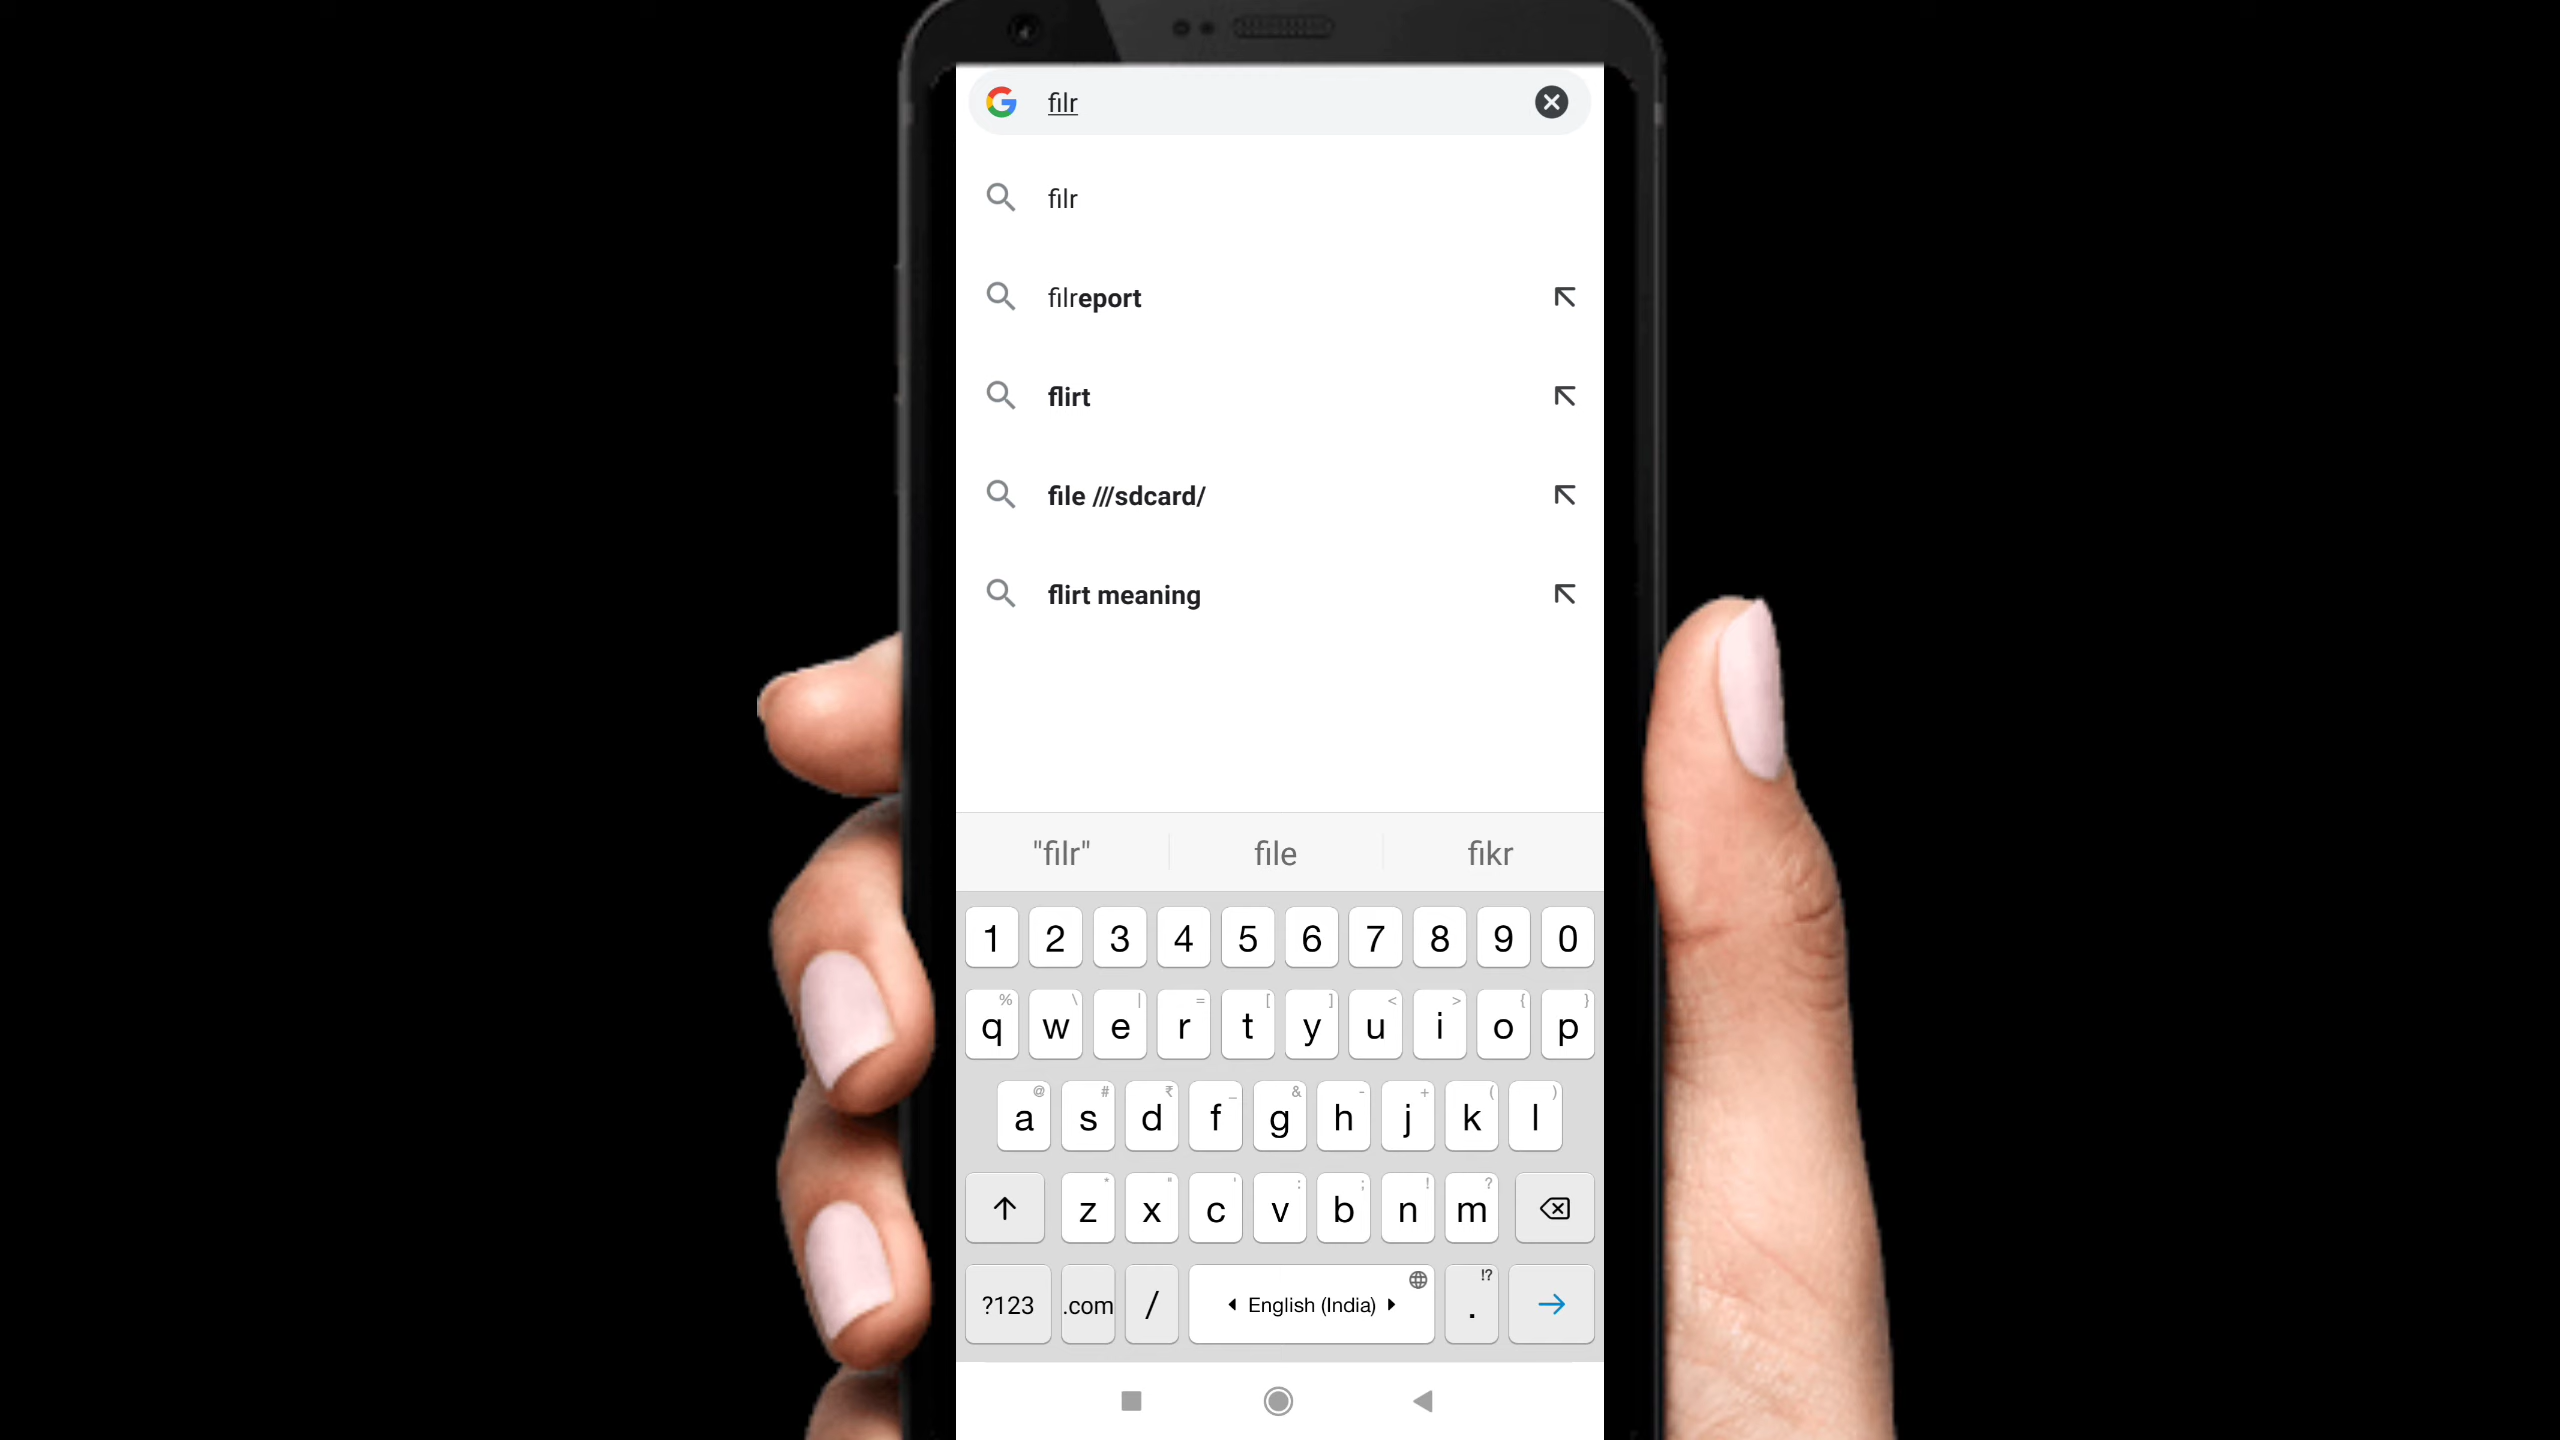 filr
filr
filreport
flirt
file ///sdcard/
flirt meaning
"filr" file fikr
1 2 3 4 5 6 7 8 9 0
% \ | = [ ] < > { }
q w e r t y u i o p
@ # ₹ _ & - + ( )
a s d f g h j k l
* " ' : ; ! ?
z x c v b n m
!?
?123 .com / English (India) .